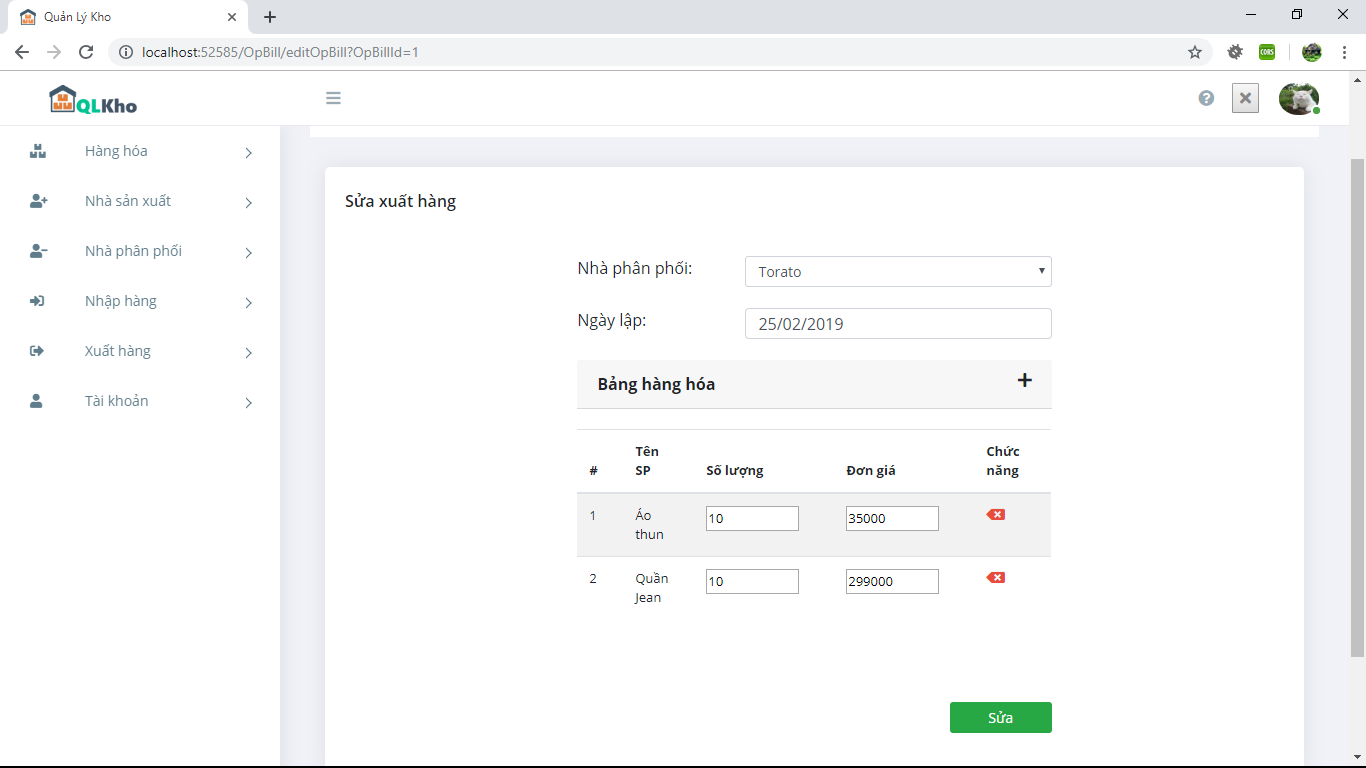 Quản Lý Kho
localhost:52585/OpBill/editOpBill?OpBillId=1
CORS
QLKho
Hàng hóa
Nhà sản xuất
Nhà phân phối
Nhập hàng
Xuất hàng
Tài khoản
Sửa xuất hàng
Nhà phân phối:
Torato
Ngày lập:
25/02/2019
Bảng hàng hóa
# Tên SP Số lượng Đơn giá Chức năng
1 Áo thun 10 35000
2 Quần Jean 10 299000
Sửa